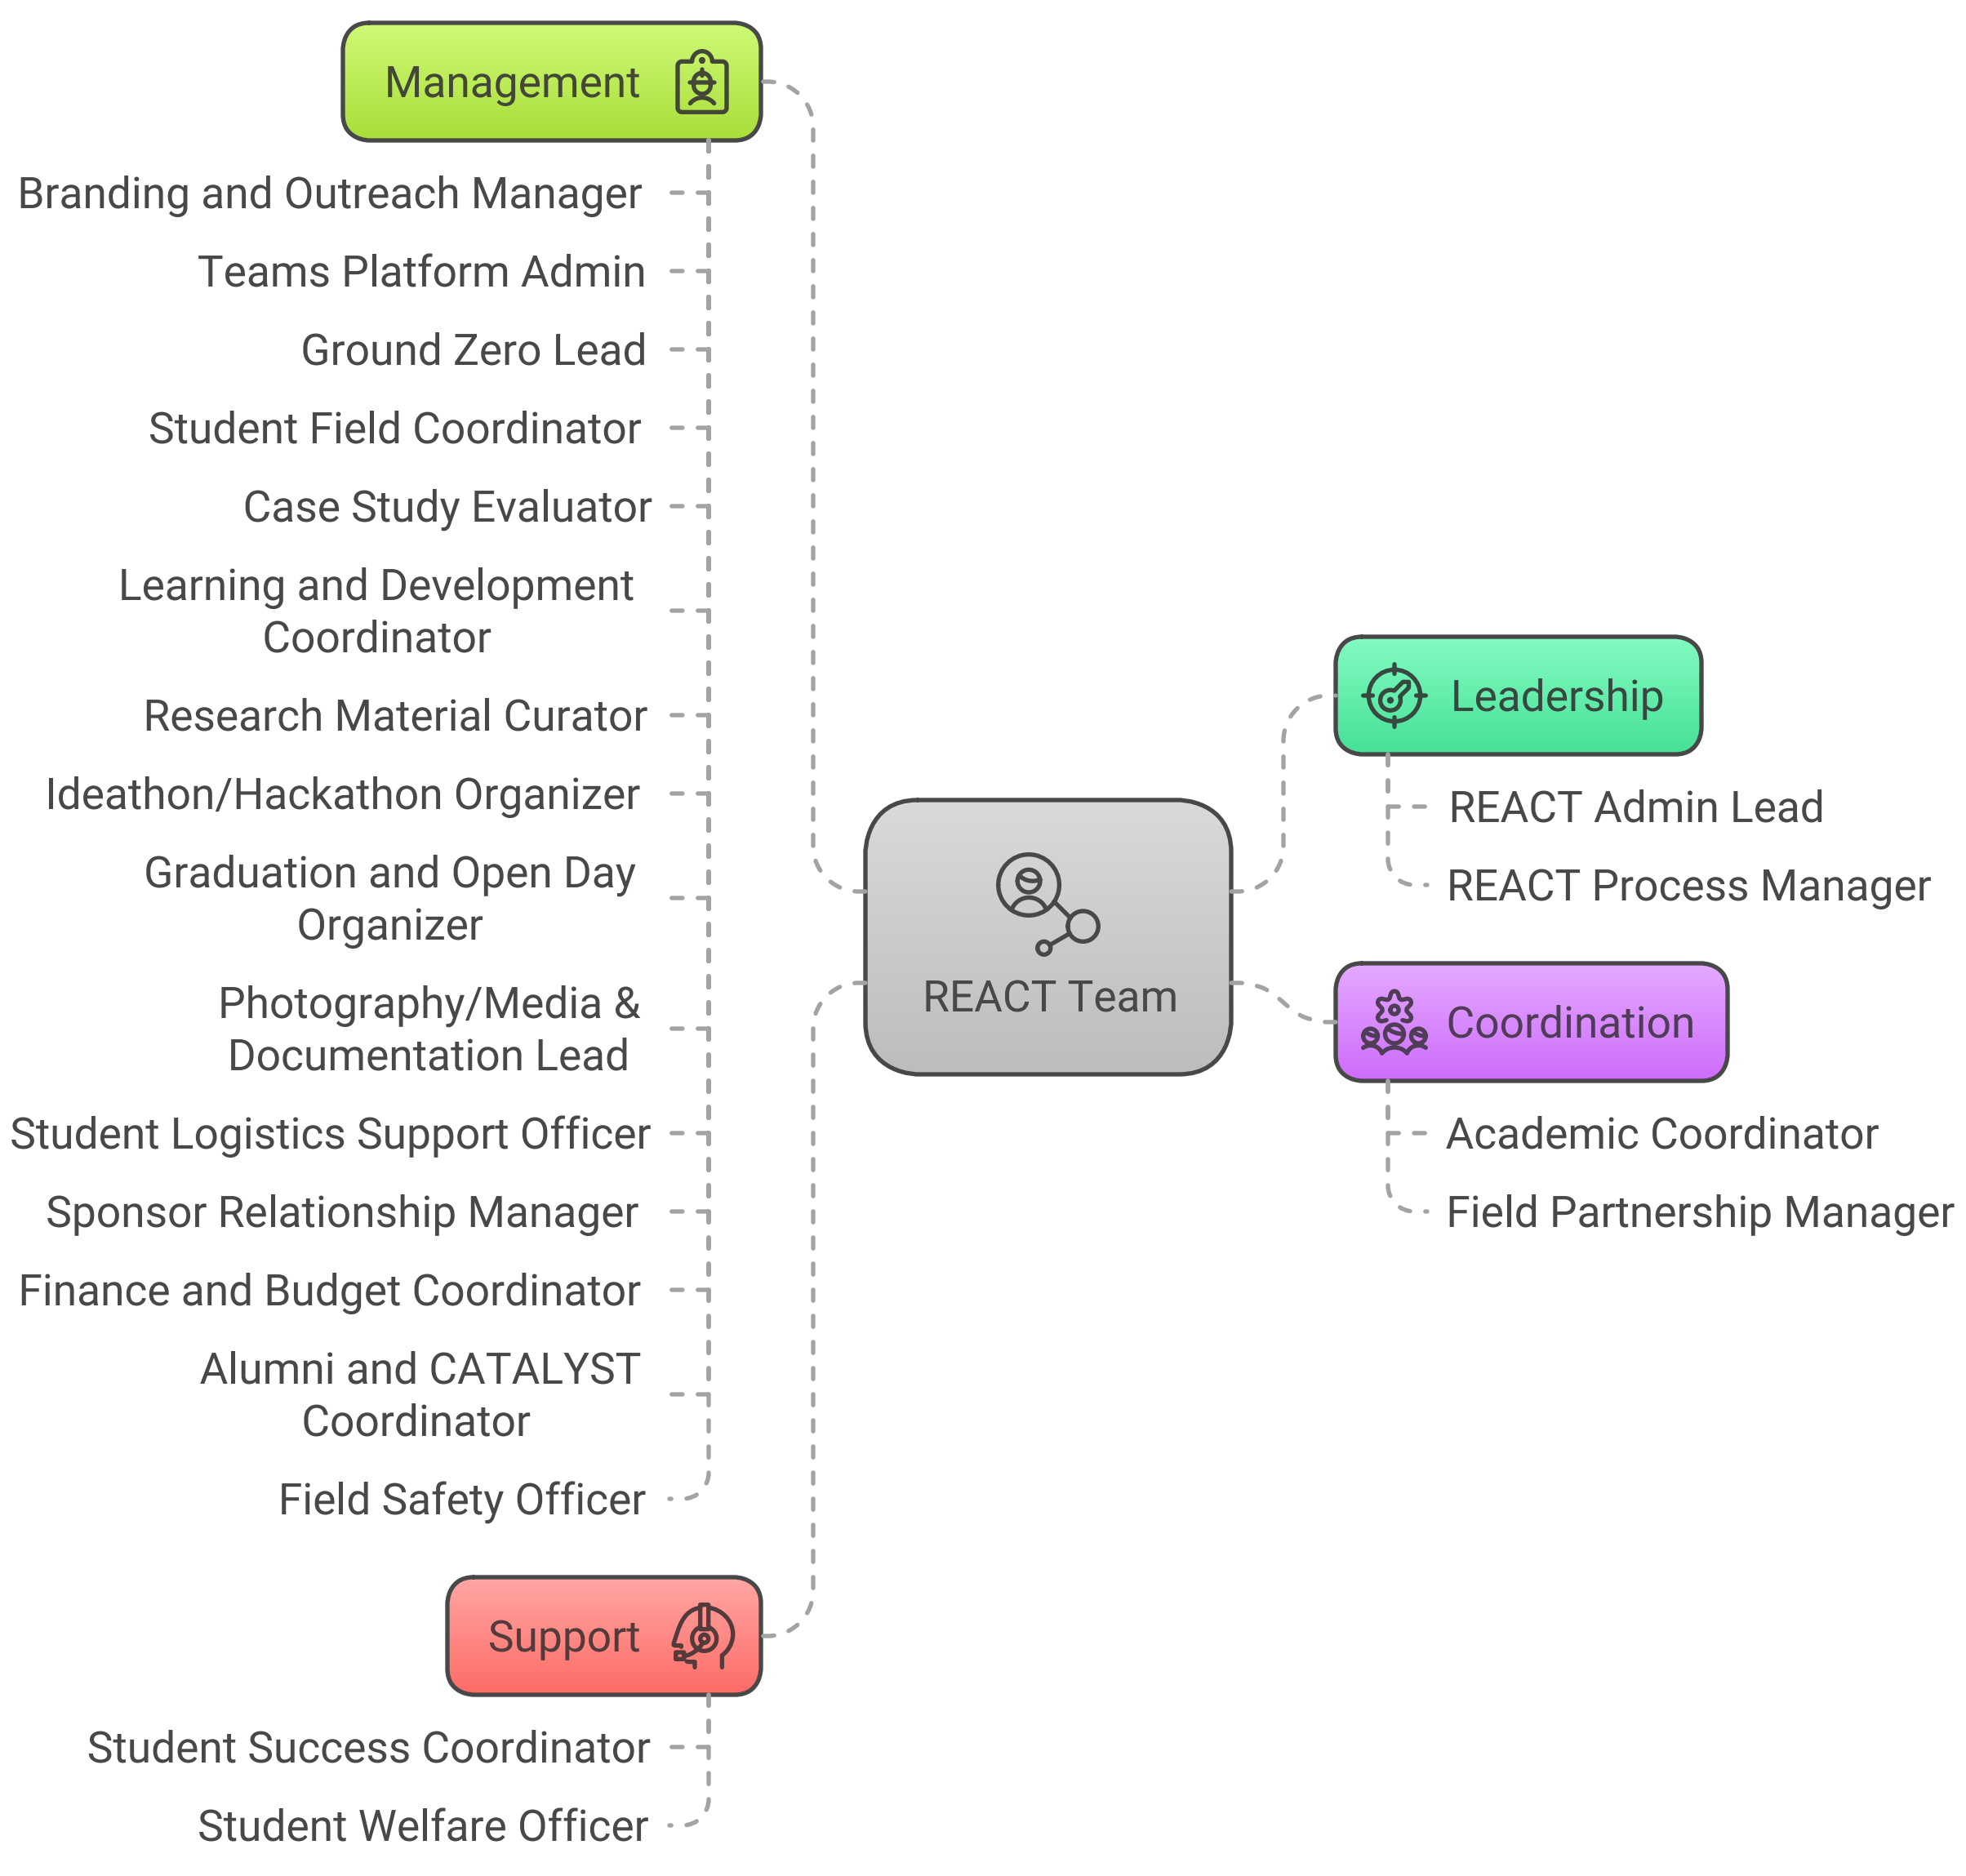 Management
Branding and Outreach Manager
Teams Platform Admin
Ground Zero Lead
Student Field Coordinator
Case Study Evaluator
Learning and Development
Coordinator
Research Material Curator
Ideathon/Hackathon Organizer
Graduation and Open Day
Organizer
Photography/Media &
Documentation Lead
Student Logistics Support Officer
Sponsor Relationship Manager
Finance and Budget Coordinator
Alumni and CATALYST
Coordinator
Field Safety Officer
Support
Student Success Coordinator
Student Welfare Officer
REACT Team
Leadership
REACT Admin Lead
REACT Process Manager
Coordination
Academic Coordinator
Field Partnership Manager